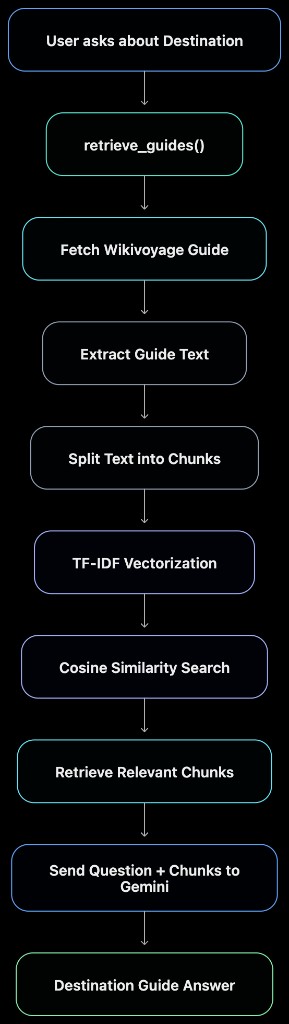 User asks about Destination
retrieve_guides()
Fetch Wikivoyage Guide
Extract Guide Text
Split Text into Chunks
TF-IDF Vectorization
Cosine Similarity Search
Retrieve Relevant Chunks
Send Question + Chunks to
Gemini
Destination Guide Answer